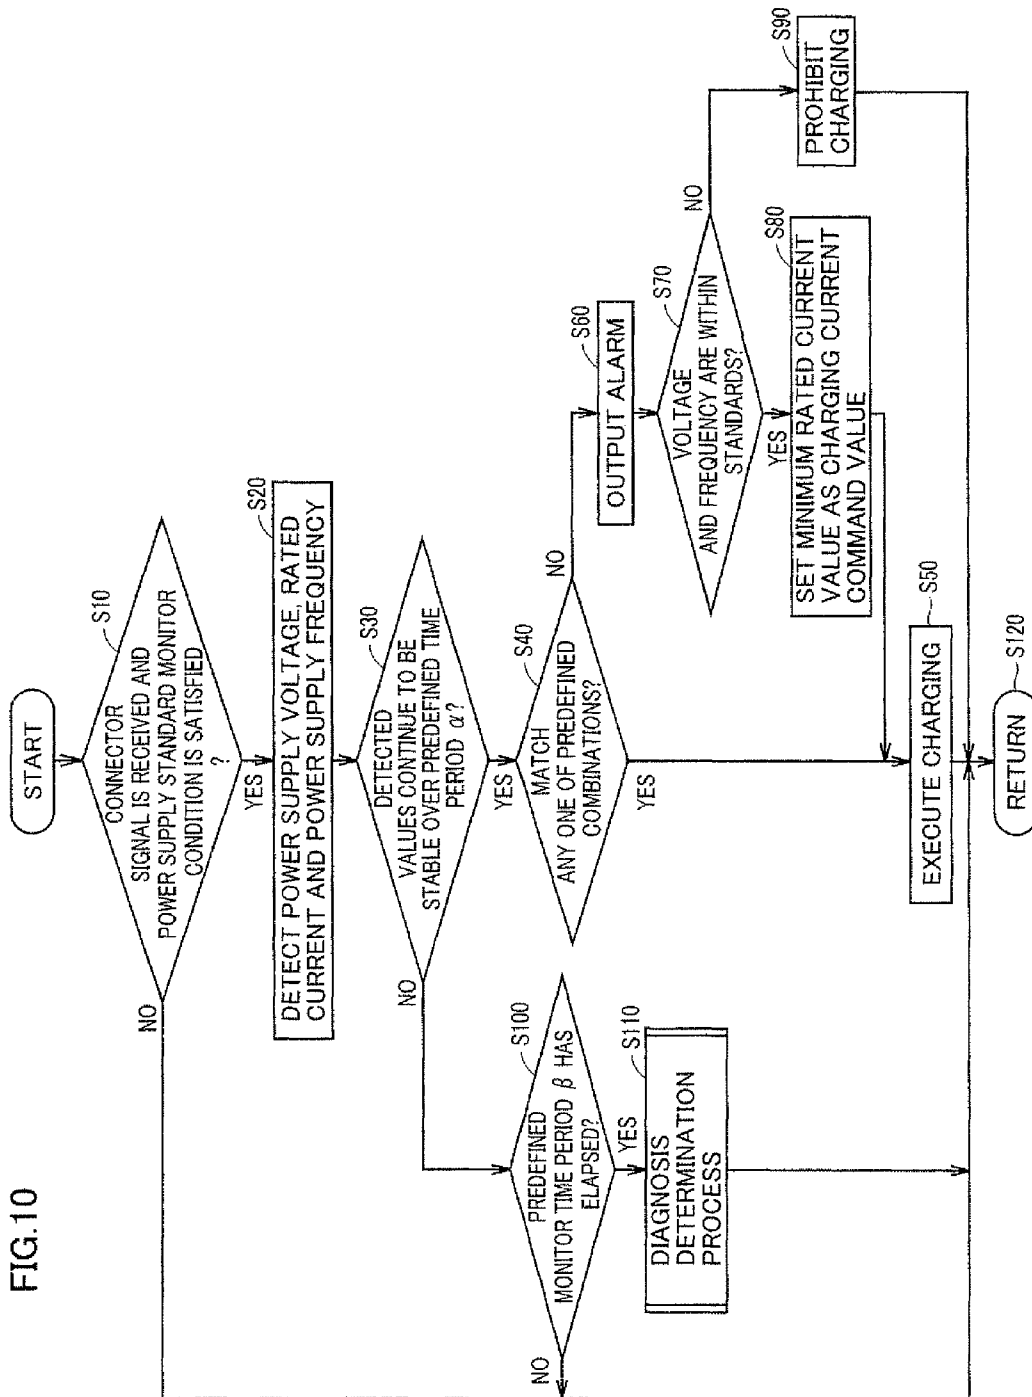 FIG.10
START
S10
CONNECTOR
SIGNAL IS RECEIVED AND
POWER SUPPLY STANDARD MONITOR
CONDITION IS SATISFIED
?
NO
YES
S20
DETECT POWER SUPPLY VOLTAGE, RATED
CURRENT AND POWER SUPPLY FREQUENCY
S30
DETECTED
VALUES CONTINUE TO BE
STABLE OVER PREDEFINED TIME
PERIOD α?
NO
YES
S40
MATCH
ANY ONE OF PREDEFINED
COMBINATIONS?
NO
YES
S100
PREDEFINED
MONITOR TIME PERIOD β HAS
ELAPSED?
NO
YES
S110
DIAGNOSIS
DETERMINATION
PROCESS
S60
OUTPUT ALARM
S70
VOLTAGE
AND FREQUENCY ARE WITHIN
STANDARDS?
NO
YES
S80
SET MINIMUM RATED CURRENT
VALUE AS CHARGING CURRENT
COMMAND VALUE
S90
PROHIBIT
CHARGING
S50
EXECUTE CHARGING
S120
RETURN